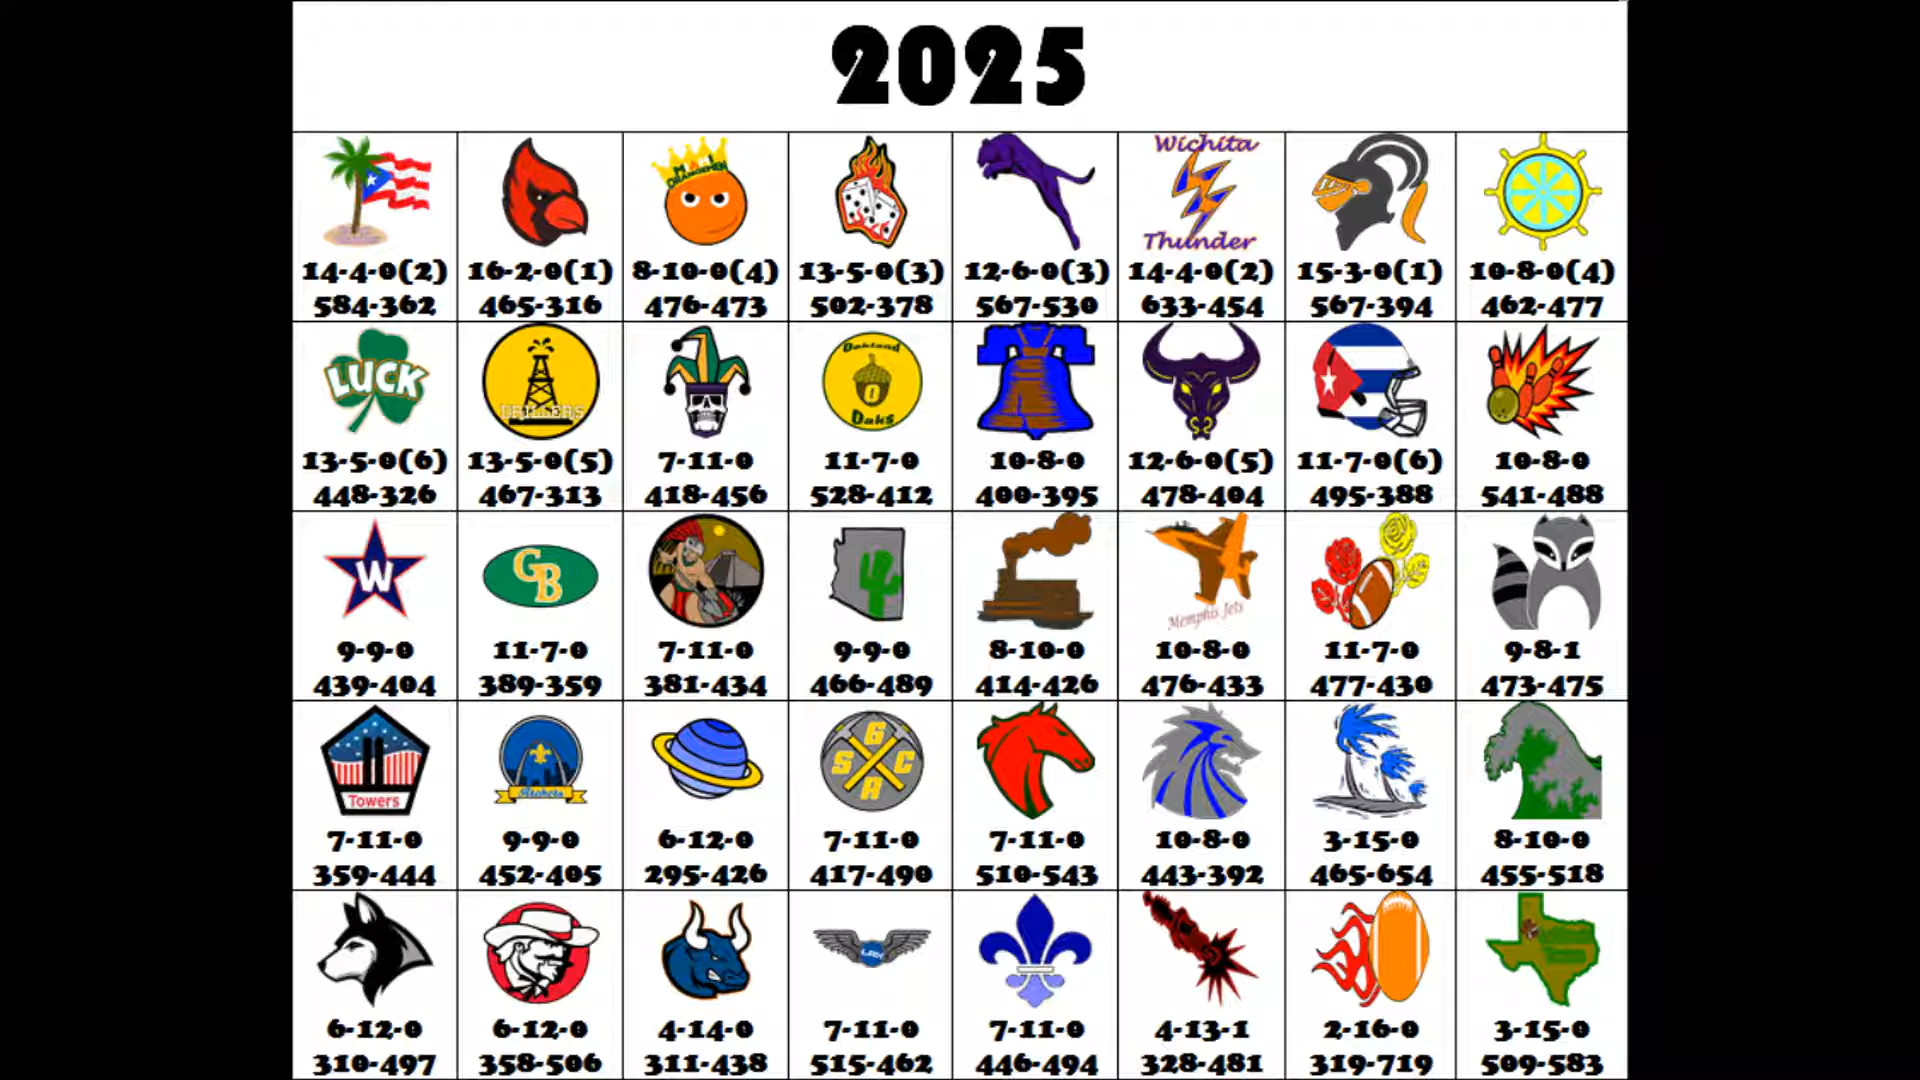 2025
MAINE
ORANGEMEN
Wichita
Thunder
14-4-0(2) 16-2-0(1) 8-10-0(4) 13-5-0(3) 12-6-0(3) 14-4-0(2) 15-3-0(1) 10-8-0(4)
584-362 465-316 476-473 502-378 567-530 633-454 567-394 462-477
LUCK
DRILLERS
Oakland
O
Oaks
13-5-0(6) 13-5-0(5) 7-11-0 11-7-0 10-8-0 12-6-0(5) 11-7-0(6) 10-8-0
448-326 467-313 418-456 528-412 400-395 478-404 495-388 541-488
W
GB
Memphis Jets
9-9-0 11-7-0 7-11-0 9-9-0 8-10-0 10-8-0 11-7-0 9-8-1
439-404 389-359 381-434 466-489 414-426 476-433 477-430 473-475
Towers
Archers
G
S C
R
7-11-0 9-9-0 6-12-0 7-11-0 7-11-0 10-8-0 3-15-0 8-10-0
359-444 452-405 295-426 417-490 510-543 443-392 465-654 455-518
6-12-0 6-12-0 4-14-0 7-11-0 7-11-0 4-13-1 2-16-0 3-15-0
310-497 358-506 311-438 515-462 446-494 328-481 319-719 509-583